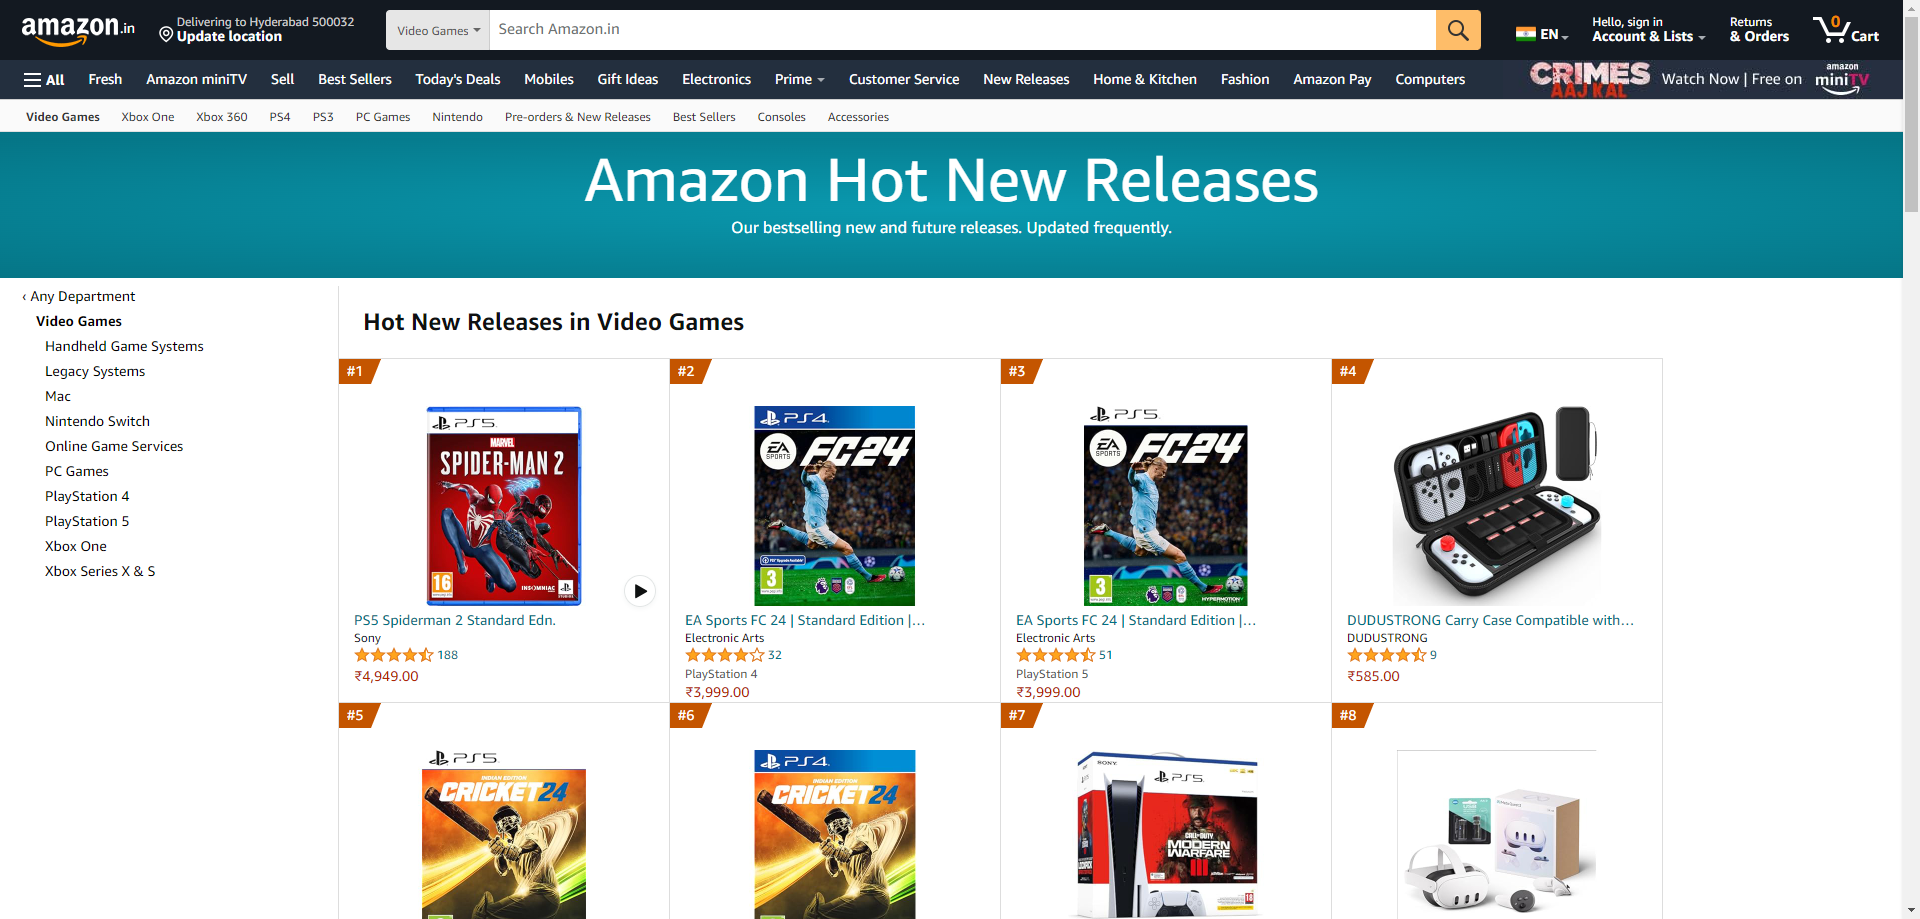 amazon.in
Delivering to Hyderabad 500032
Update location
Video Games
Search Amazon.in
EN
Hello, sign in
Account & Lists
Returns
& Orders
0
Cart
All
Fresh
Amazon miniTV
Sell
Best Sellers
Today's Deals
Mobiles
Gift Ideas
Electronics
Prime
Customer Service
New Releases
Home & Kitchen
Fashion
Amazon Pay
Computers
CRIMES
AAJ KAL
Watch Now | Free on
amazon
miniTV
Video Games
Xbox One
Xbox 360
PS4
PS3
PC Games
Nintendo
Pre-orders & New Releases
Best Sellers
Consoles
Accessories
Amazon Hot New Releases
Our bestselling new and future releases. Updated frequently.
‹ Any Department
Video Games
Handheld Game Systems
Legacy Systems
Mac
Nintendo Switch
Online Game Services
PC Games
PlayStation 4
PlayStation 5
Xbox One
Xbox Series X & S
Hot New Releases in Video Games
#1
PS5
MARVEL
SPIDER-MAN 2
16
INSOMNIAC
PS5 Spiderman 2 Standard Edn.
Sony
188
₹4,949.00
#2
PS4
EA
SPORTS
FC24
3
EA Sports FC 24 | Standard Edition |…
Electronic Arts
32
PlayStation 4
₹3,999.00
#3
PS5
EA
SPORTS
FC24
3
HYPERMOTION
EA Sports FC 24 | Standard Edition |…
Electronic Arts
51
PlayStation 5
₹3,999.00
#4
DUDUSTRONG Carry Case Compatible with…
DUDUSTRONG
9
₹585.00
#5
PS5
INDIAN EDITION
CRICKET 24
#6
PS4
INDIAN EDITION
CRICKET 24
#7
SONY
PS5
CALL OF DUTY
MODERN
WARFARE
III
18
#8